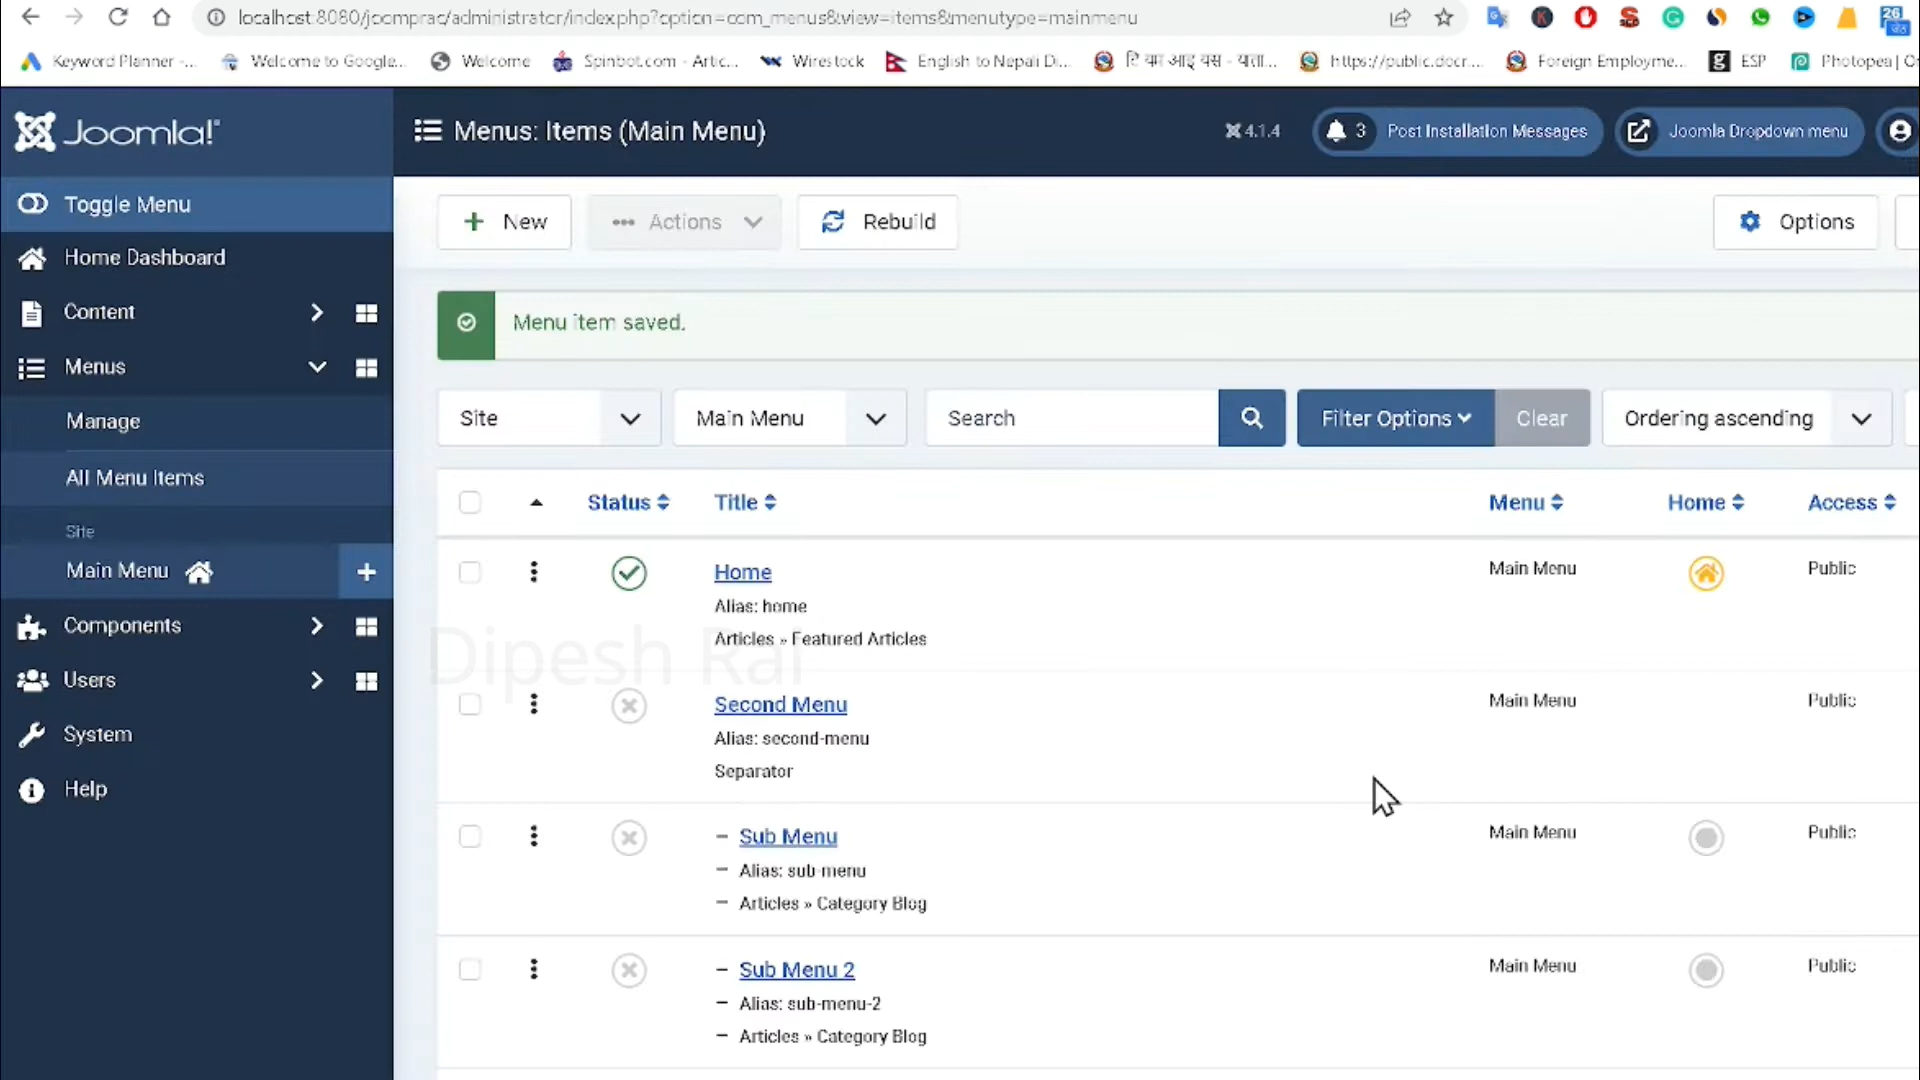 localhost:8080/joomprac/administrator/index.php?option=com_menus&view=items&menutype=mainmenu
26
Keyword Planner -... Welcome to Google... Welcome Spinbot.com - Artic... Wirestock English to Nepali Di... https://public.docr... Foreign Employme... ESP Photopea | O
Joomla!
Menus: Items (Main Menu)
4.1.4
3 Post Installation Messages
Joomla Dropdown menu
Toggle Menu
Home Dashboard
Content
Menus
Manage
All Menu Items
Site
Main Menu
Components
Users
System
Help
New
Actions
Rebuild
Options
Menu item saved.
Site
Main Menu
Search
Filter Options
Clear
Ordering ascending
Status Title Menu Home Access
Home Main Menu Public
Alias: home
Articles » Featured Articles
Dipesh Rai
Second Menu Main Menu Public
Alias: second-menu
Separator
– Sub Menu Main Menu Public
– Alias: sub-menu
– Articles » Category Blog
– Sub Menu 2 Main Menu Public
– Alias: sub-menu-2
– Articles » Category Blog